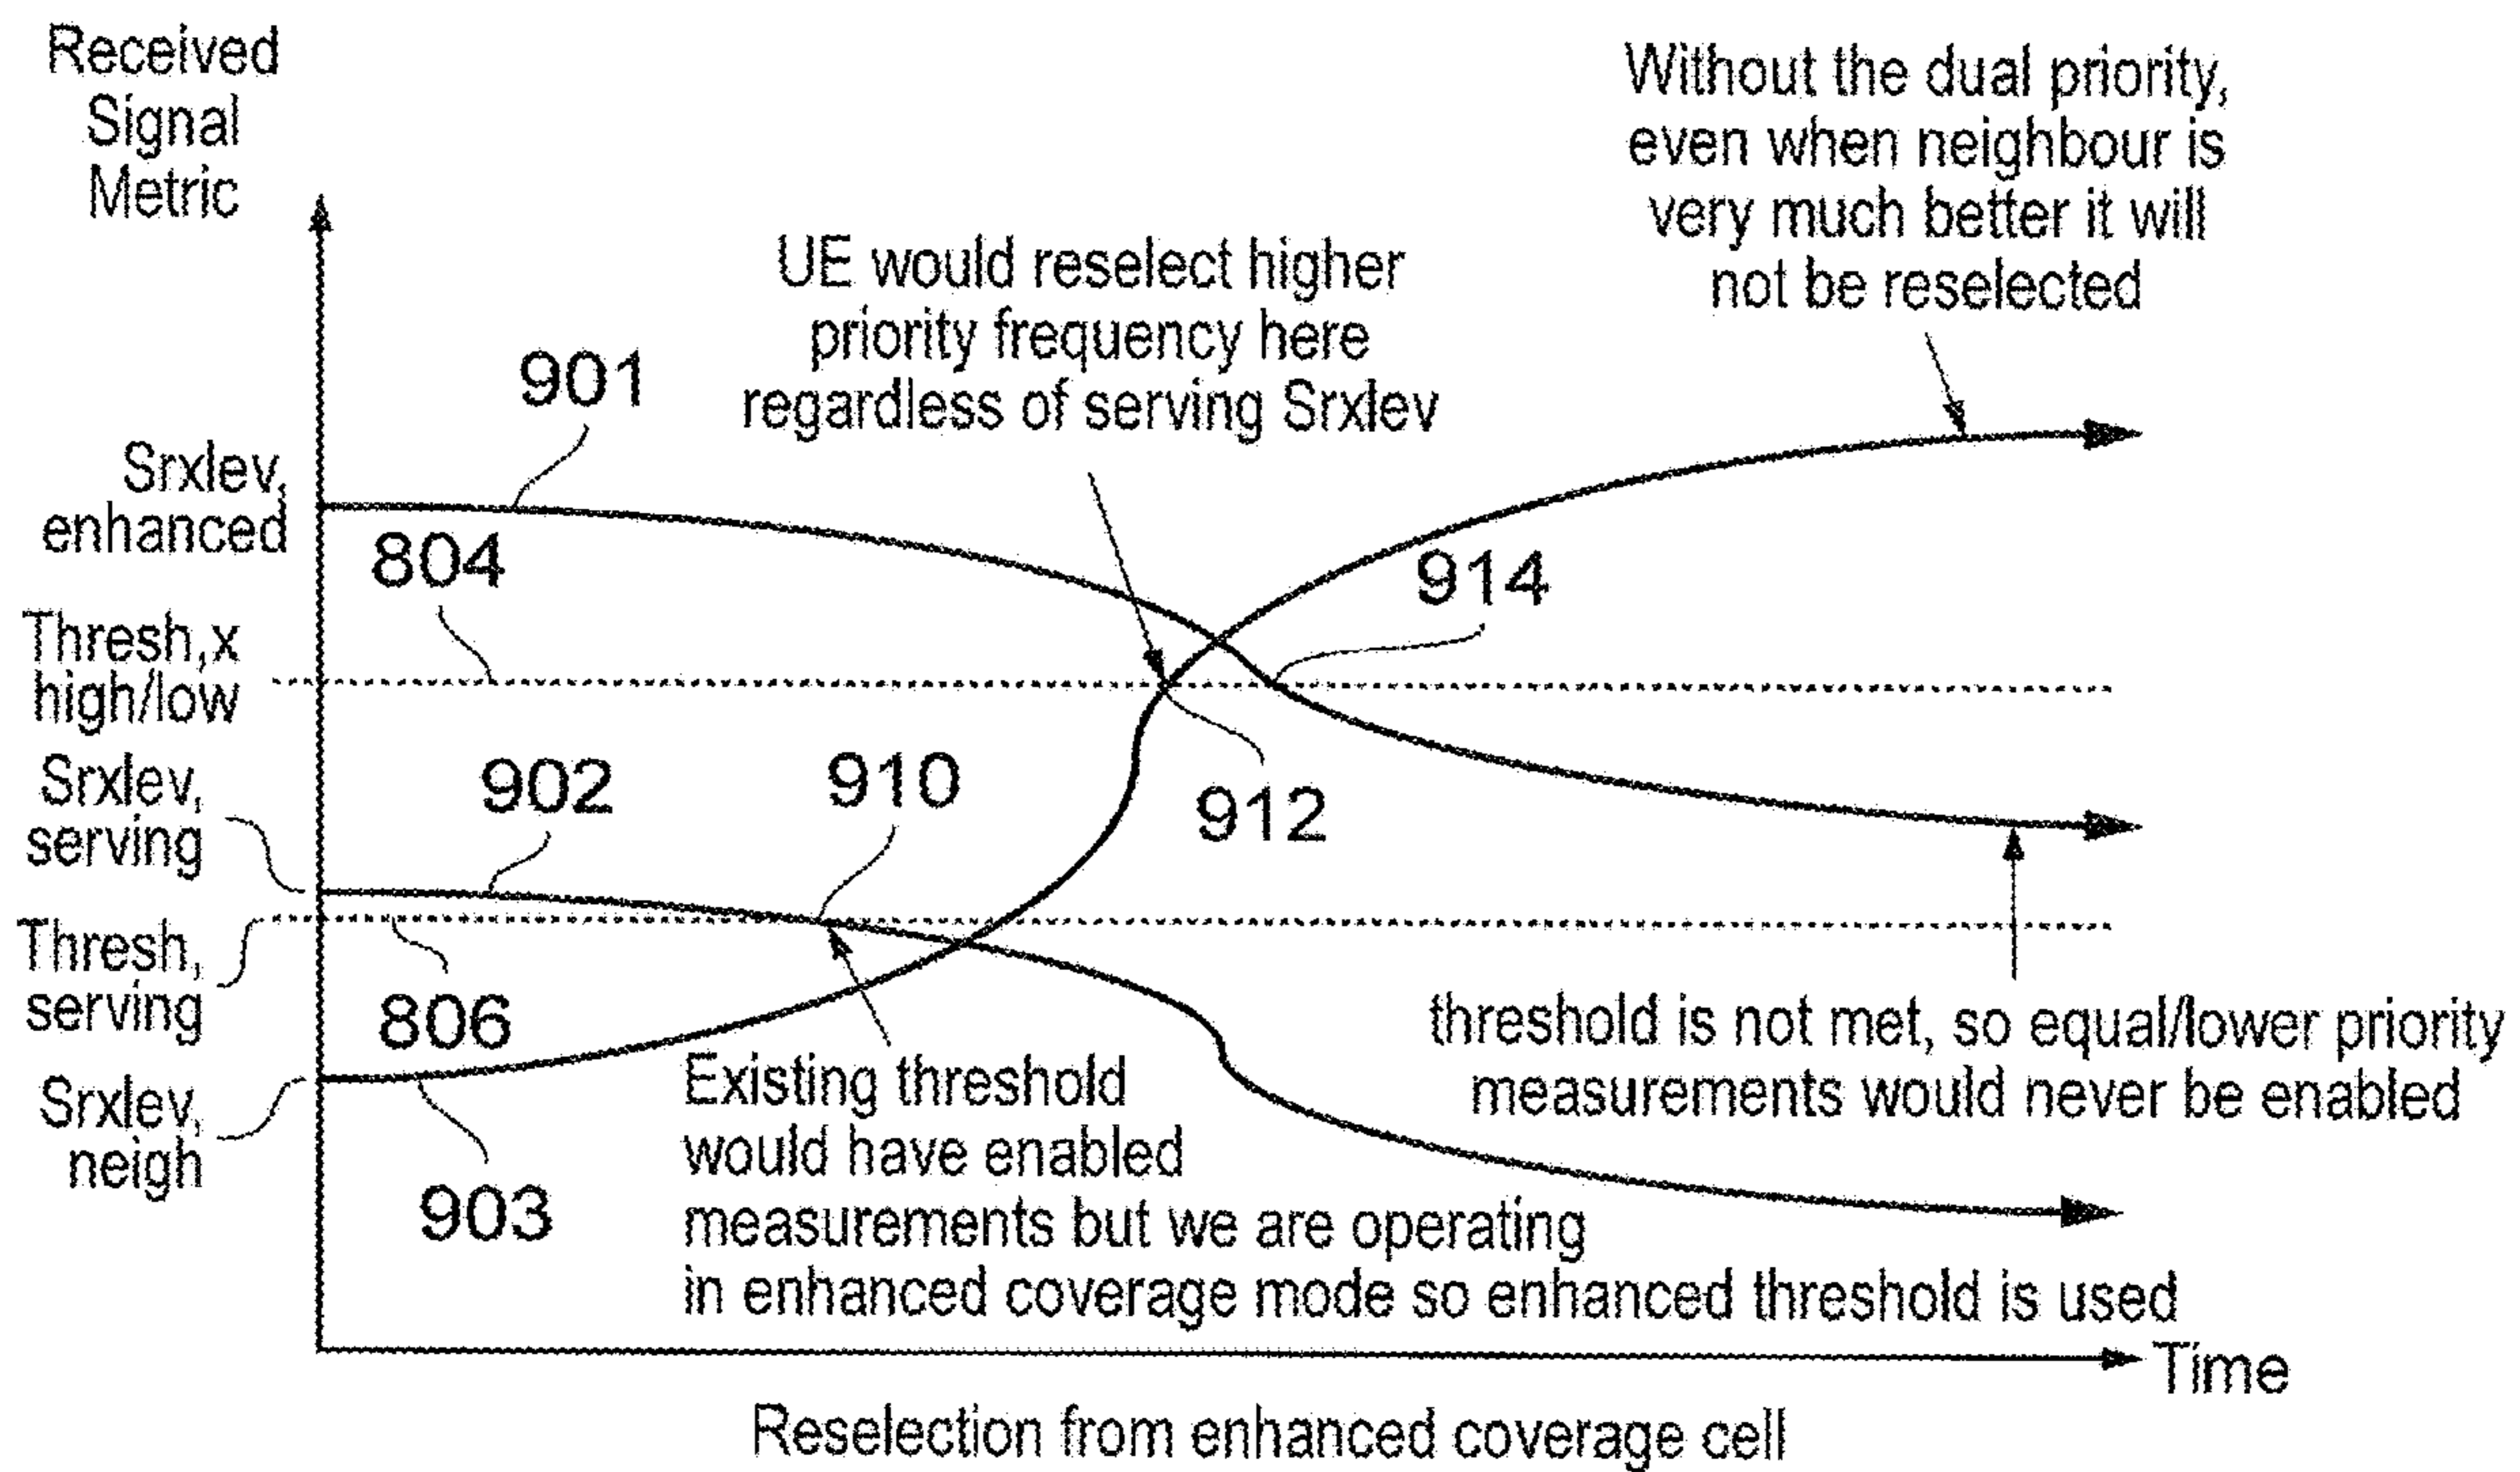 Received
Signal
Metric
Without the dual priority,
even when neighbour is
very much better it will
not be reselected
UE would reselect higher
priority frequency here
regardless of serving Srxlev
901
Srxlev,
enhanced
804
914
Thresh,x
high/low
Srxlev,
serving
902
910
912
Thresh,
serving
806
threshold is not met, so equal/lower priority
measurements would never be enabled
Existing threshold
would have enabled
measurements but we are operating
in enhanced coverage mode so enhanced threshold is used
Srxlev,
neigh
903
Time
Reselection from enhanced coverage cell